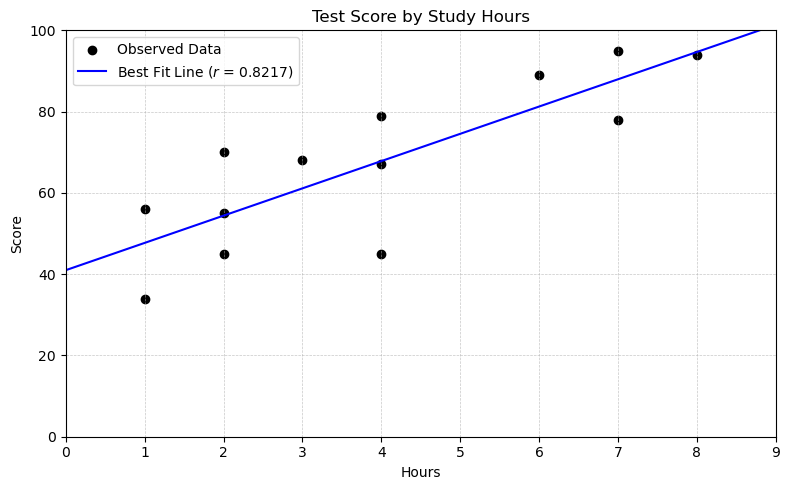 Test Score by Study Hours
Observed Data
Best Fit Line (r = 0.8217)
100
80
60
40
20
0
Score
0 1 2 3 4 5 6 7 8 9
Hours